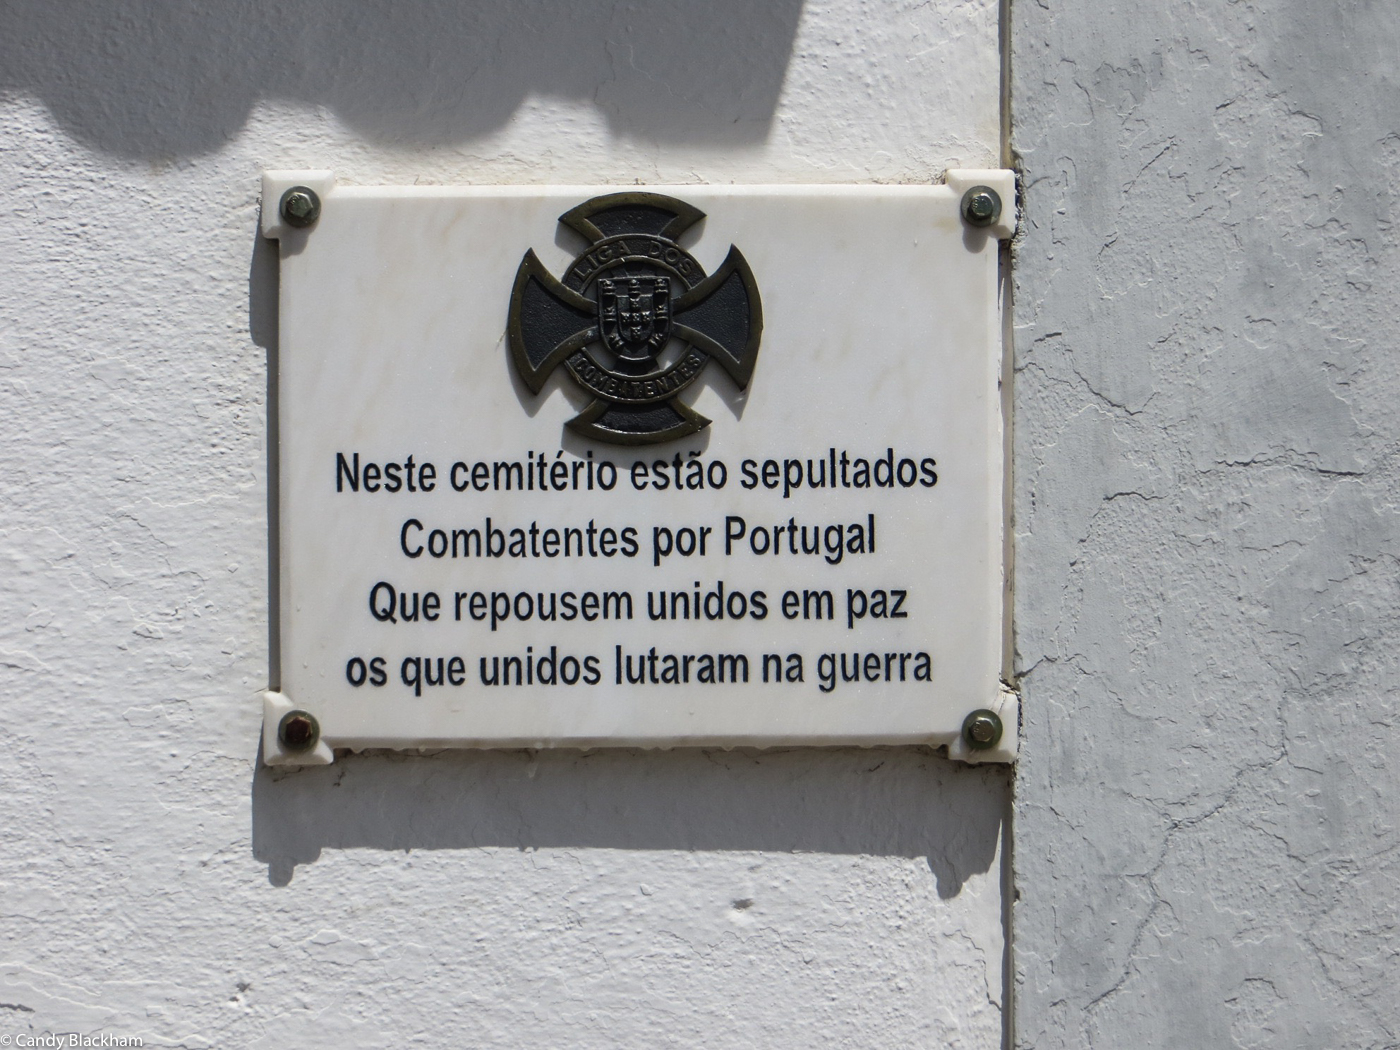 LIGA DOS
COMBATENTES
Neste cemitério estão sepultados
Combatentes por Portugal
Que repousem unidos em paz
os que unidos lutaram na guerra
© Candy Blackham